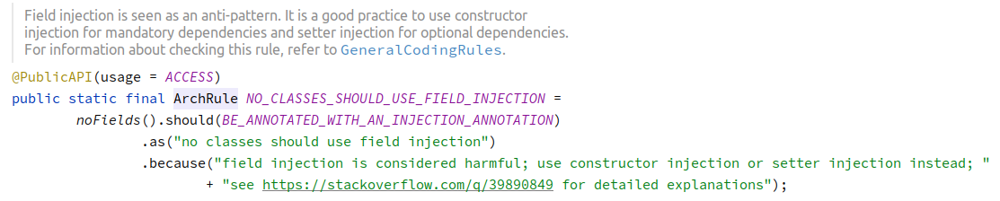 Field injection is seen as an anti-pattern. It is a good practice to use constructor
injection for mandatory dependencies and setter injection for optional dependencies.
For information about checking this rule, refer to GeneralCodingRules.
@PublicAPI(usage = ACCESS)
public static final ArchRule NO_CLASSES_SHOULD_USE_FIELD_INJECTION =
noFields().should(BE_ANNOTATED_WITH_AN_INJECTION_ANNOTATION)
.as("no classes should use field injection")
.because("field injection is considered harmful; use constructor injection or setter injection instead; "
+ "see https://stackoverflow.com/q/39890849 for detailed explanations");